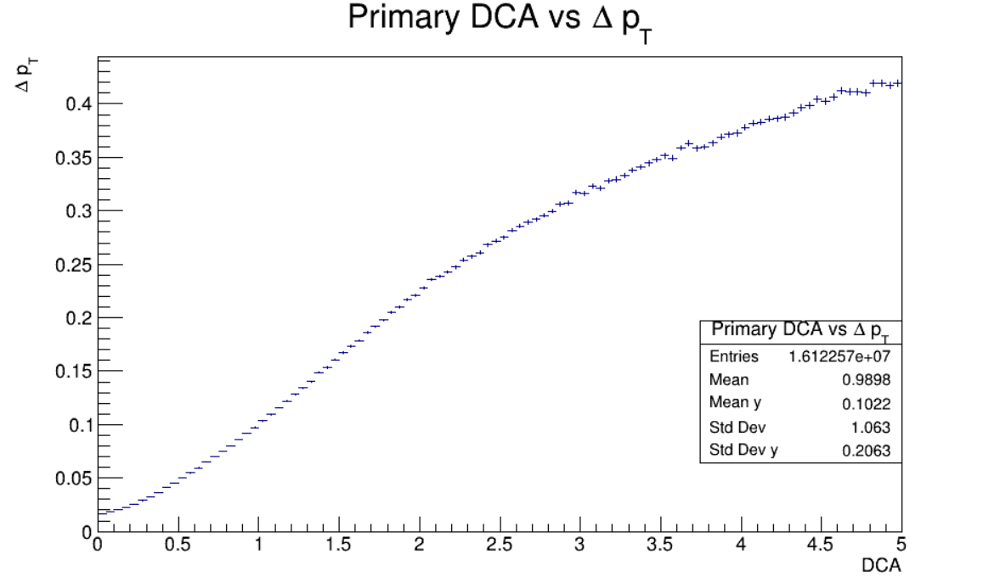 Primary DCA vs Δ p_T
Δ p_T
0.4
0.35
0.3
0.25
0.2
0.15
0.1
0.05
0
Primary DCA vs Δ p_T
Entries 1.612257e+07
Mean 0.9898
Mean y 0.1022
Std Dev 1.063
Std Dev y 0.2063
0 0.5 1 1.5 2 2.5 3 3.5 4 4.5 5
DCA